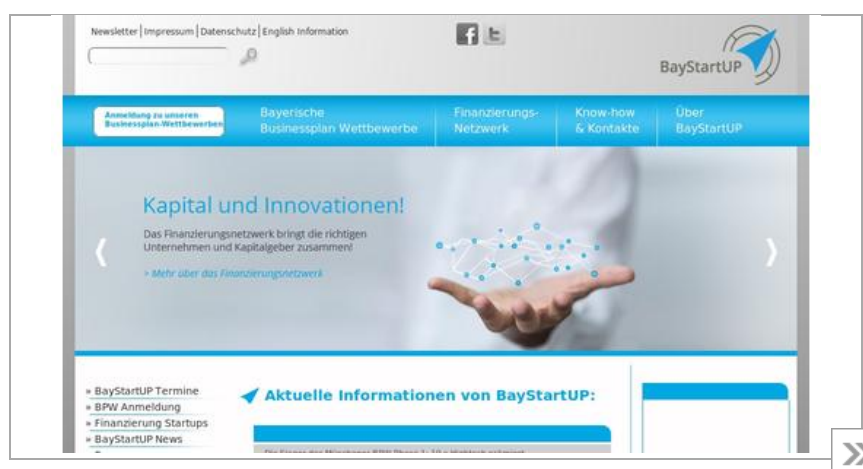 Newsletter | Impressum | Datenschutz | English Information
BayStartUP
Anmeldung zu unseren
Businessplan-Wettbewerben
Bayerische
Businessplan Wettbewerbe
Finanzierungs-
Netzwerk
Know-how
& Kontakte
Über
BayStartUP
Kapital und Innovationen!
Das Finanzierungsnetzwerk bringt die richtigen
Unternehmen und Kapitalgeber zusammen!
> Mehr über das Finanzierungsnetzwerk
» BayStartUP Termine
» BPW Anmeldung
» Finanzierung Startups
» BayStartUP News
Aktuelle Informationen von BayStartUP: